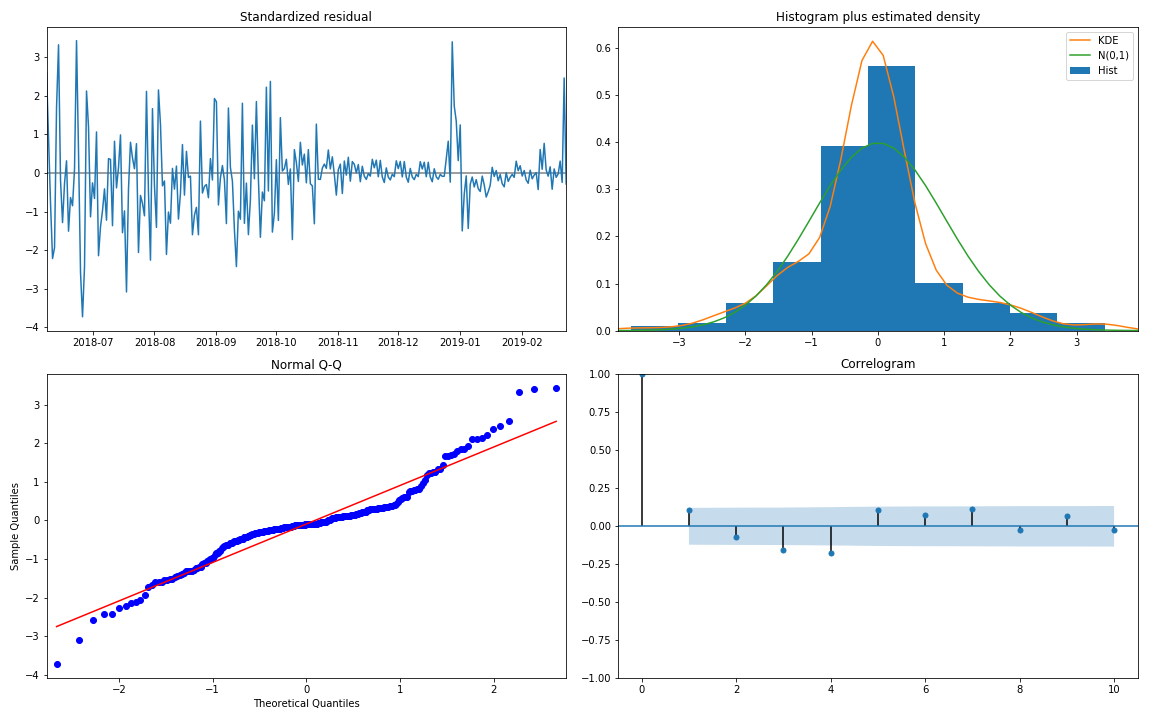 Standardized residual
3
2
1
0
−1
−2
−3
−4
2018-07 2018-08 2018-09 2018-10 2018-11 2018-12 2019-01 2019-02
Histogram plus estimated density
KDE
N(0,1)
Hist
0.6
0.5
0.4
0.3
0.2
0.1
0.0
−3 −2 −1 0 1 2 3
Normal Q-Q
Sample Quantiles
3
2
1
0
−1
−2
−3
−4
−2 −1 0 1 2
Theoretical Quantiles
Correlogram
1.00
0.75
0.50
0.25
0.00
−0.25
−0.50
−0.75
−1.00
0 2 4 6 8 10